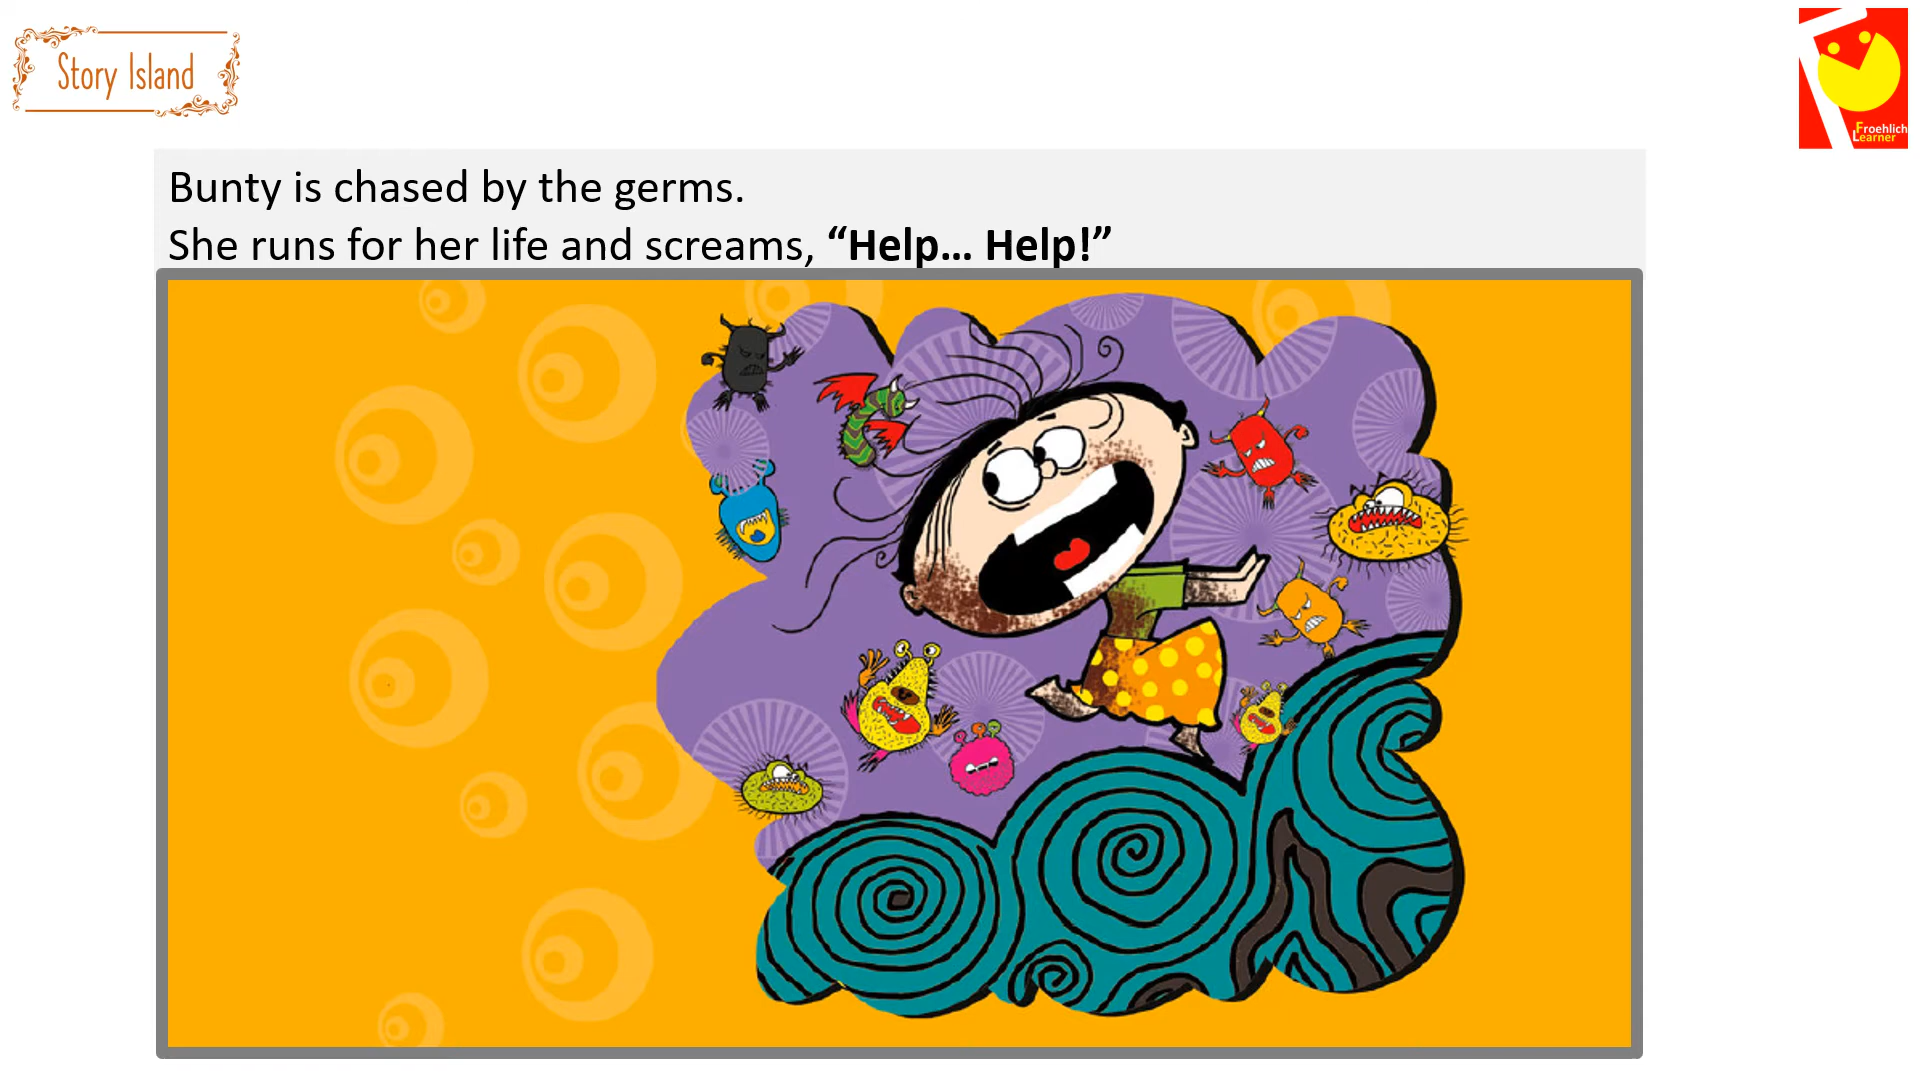 Story Island
Froehlich
Learner
Bunty is chased by the germs.
She runs for her life and screams, “Help... Help!”